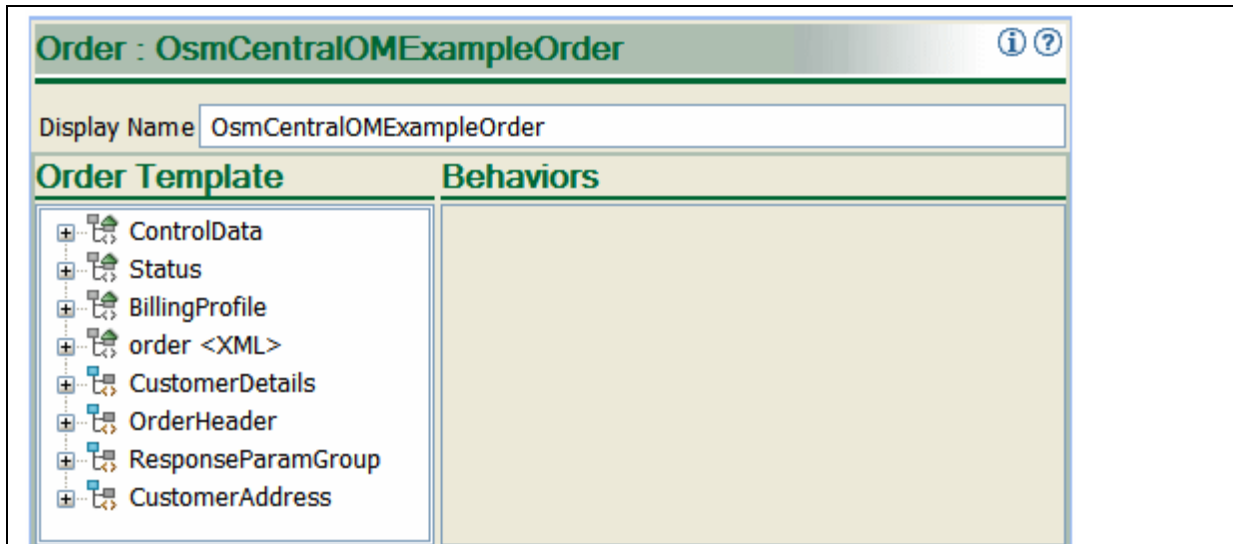 Order : OsmCentralOMExampleOrder
Display Name OsmCentralOMExampleOrder
Order Template Behaviors
ControlData
Status
BillingProfile
order <XML>
CustomerDetails
OrderHeader
ResponseParamGroup
CustomerAddress